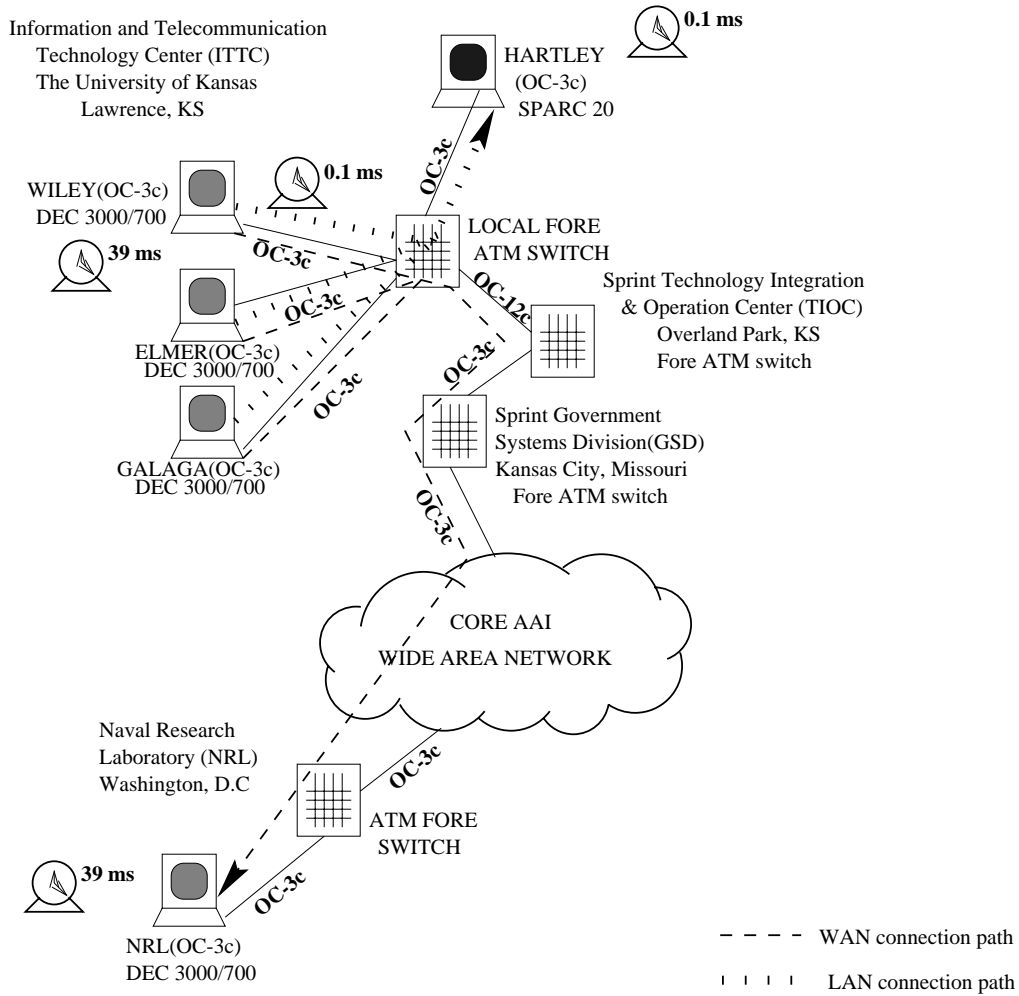 Information and Telecommunication
Technology Center (ITTC)
The University of Kansas
Lawrence, KS
0.1 ms
HARTLEY
(OC-3c)
SPARC 20
OC-3c
0.1 ms
WILEY(OC-3c)
DEC 3000/700
39 ms
OC-3c
LOCAL FORE
ATM SWITCH
OC-3c
OC-12c
Sprint Technology Integration
& Operation Center (TIOC)
Overland Park, KS
Fore ATM switch
ELMER(OC-3c)
DEC 3000/700
OC-3c
OC-3c
GALAGA(OC-3c)
DEC 3000/700
Sprint Government
Systems Division(GSD)
Kansas City, Missouri
Fore ATM switch
OC-3c
CORE AAI
WIDE AREA NETWORK
Naval Research
Laboratory (NRL)
Washington, D.C
OC-3c
ATM FORE
SWITCH
39 ms
OC-3c
NRL(OC-3c)
DEC 3000/700
WAN connection path
LAN connection path